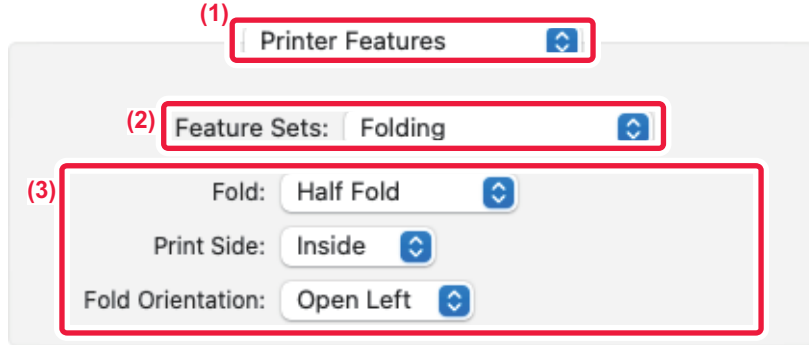 (1)
Printer Features
(2) Feature Sets: Folding
(3) Fold: Half Fold
Print Side: Inside
Fold Orientation: Open Left